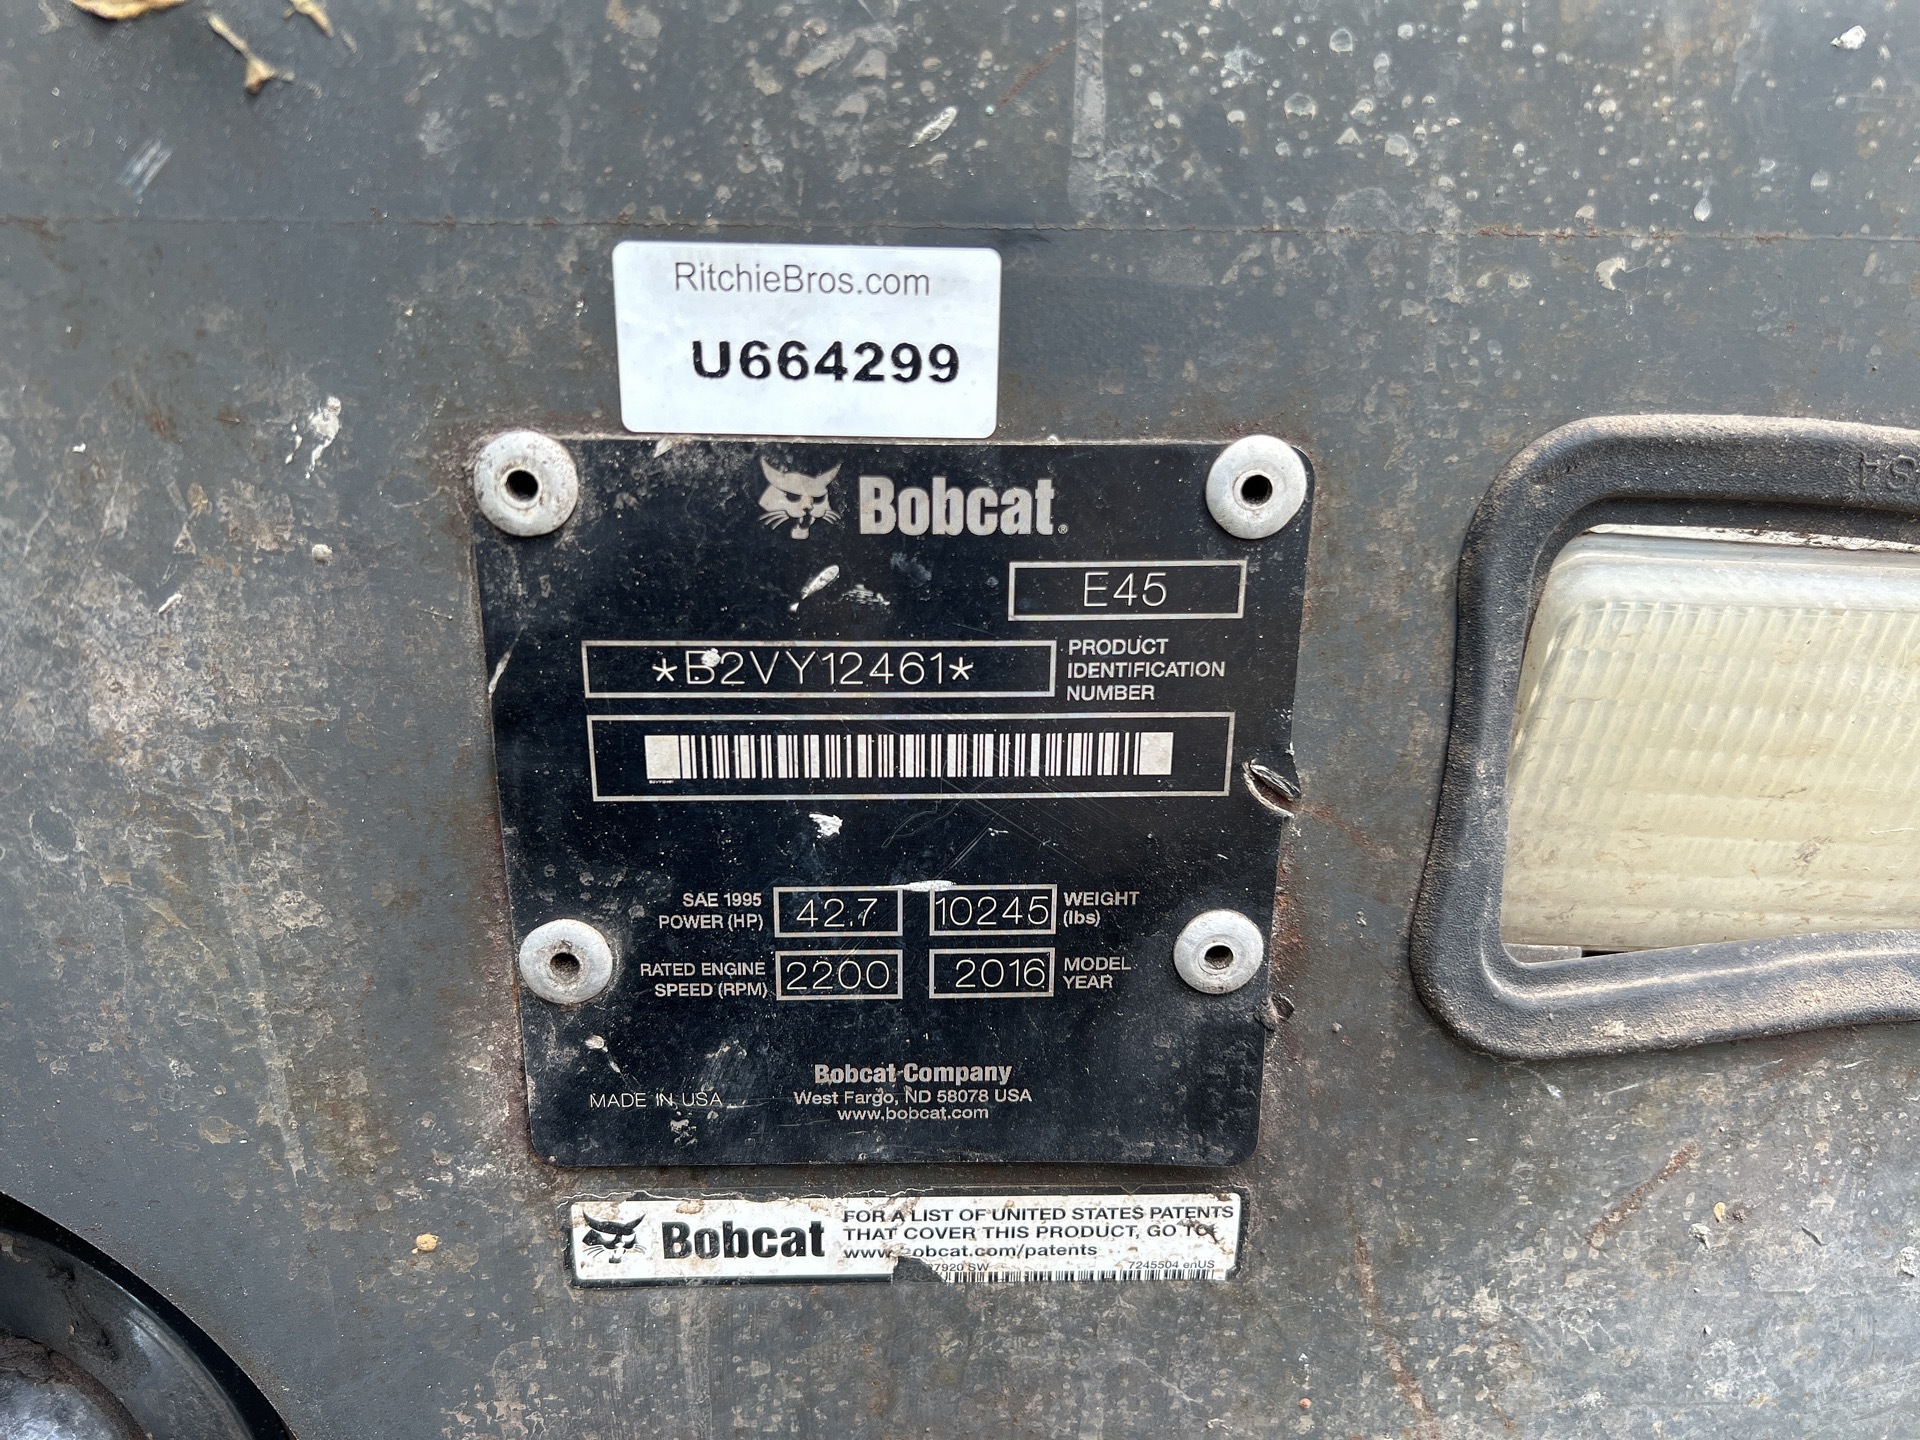 RitchieBros.com
U664299
Bobcat®
E45
*B2VY12461*
PRODUCT
IDENTIFICATION
NUMBER
SAE 1995
POWER (HP)
42.7
10245
WEIGHT
(lbs)
RATED ENGINE
SPEED (RPM)
2200
2016
MODEL
YEAR
Bobcat Company
MADE IN USA
West Fargo, ND 58078 USA
www.bobcat.com
Bobcat
FOR A LIST OF UNITED STATES PATENTS
THAT COVER THIS PRODUCT, GO TO
www.bobcat.com/patents
7245504 enUS